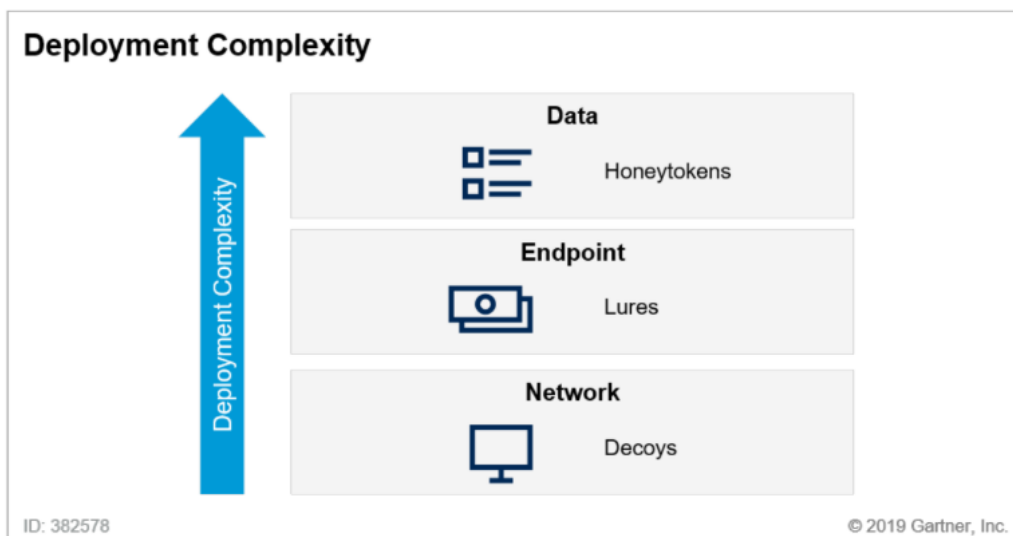 Deployment Complexity
Deployment Complexity
Data
Honeytokens
Endpoint
Lures
Network
Decoys
ID: 382578
© 2019 Gartner, Inc.